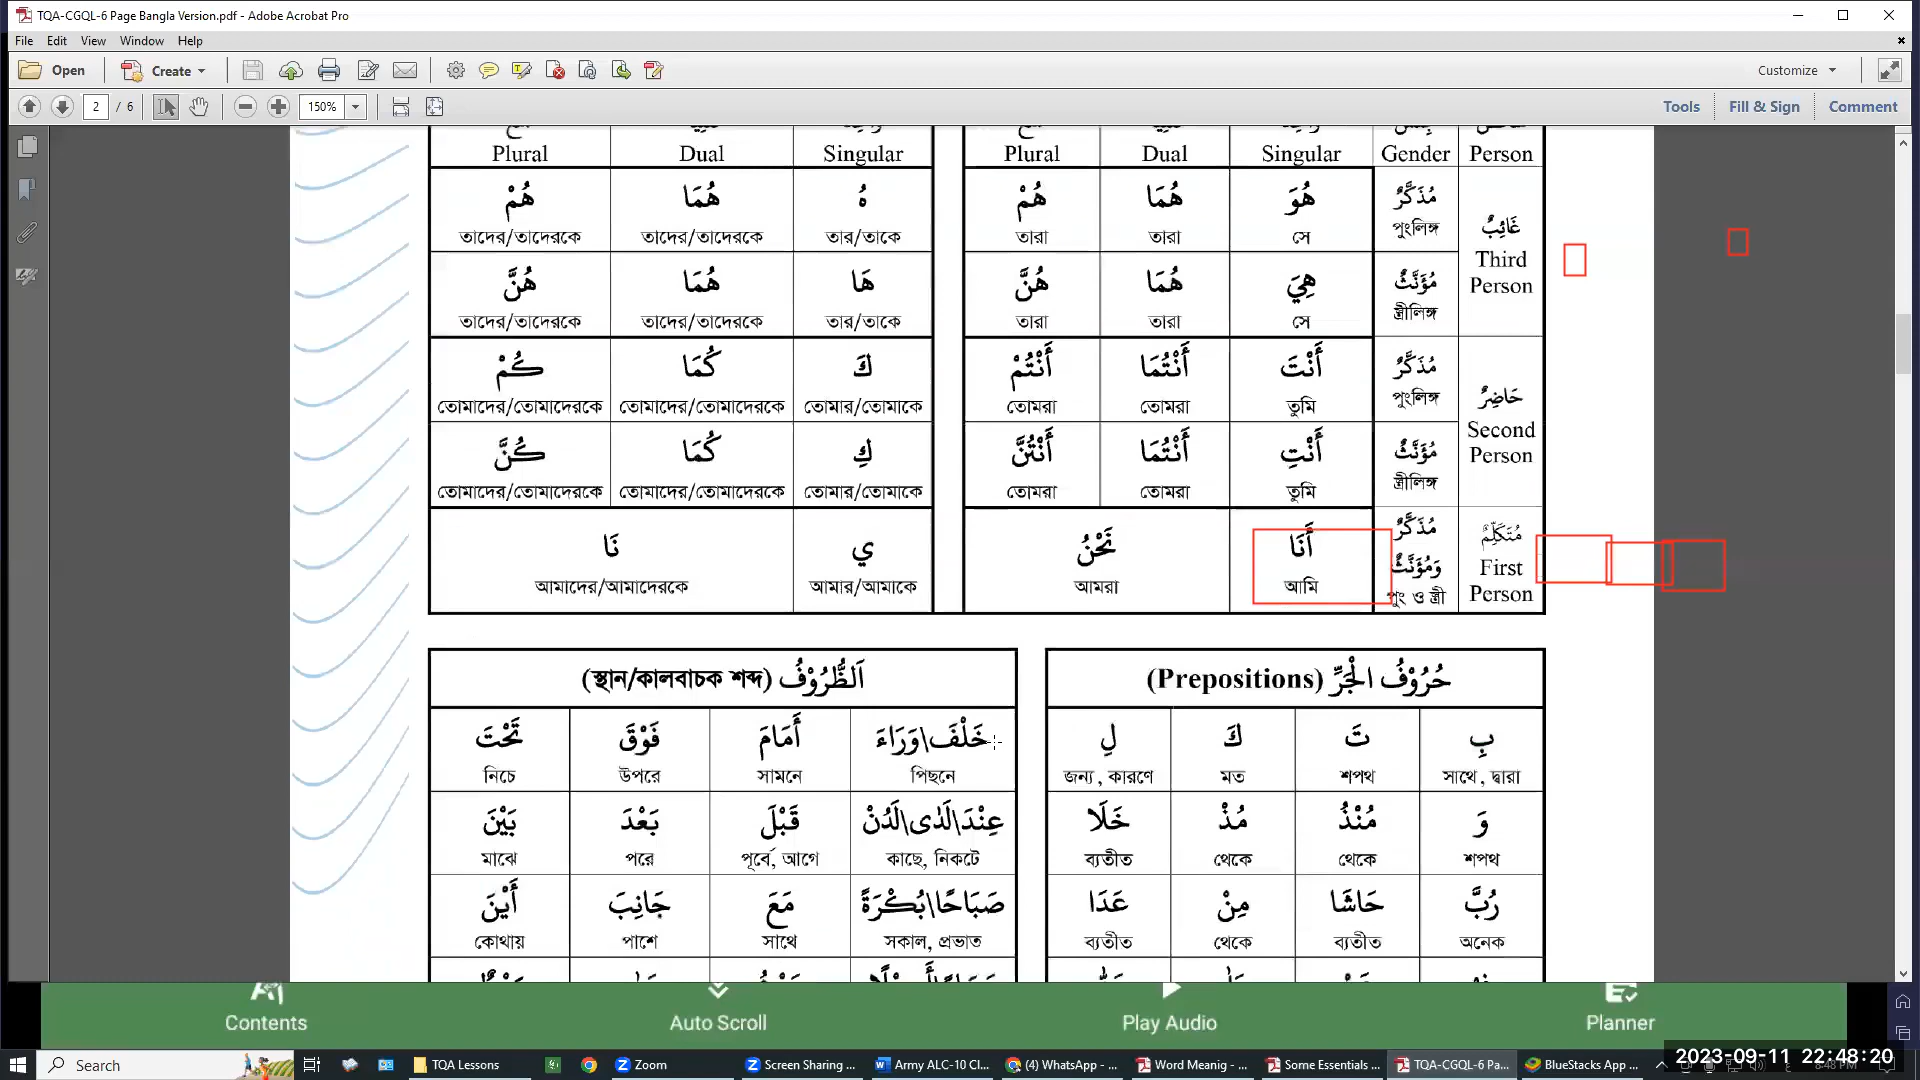 TQA-CGQL-6 Page Bangla Version.pdf - Adobe Acrobat Pro
File Edit View Window Help
Open Create Customize
2 / 6 150% Tools Fill & Sign Comment
Plural Dual Singular Plural Dual Singular Gender Person
هُمْ هُمَا هُ هُمْ هُمَا هُوَ مُذَكَّرٌ
তাদের/তাদেরকে তাদের/তাদেরকে তার/তাকে তারা তারা সে পুংলিঙ্গ
غَائِبٌ
Third
Person
هُنَّ هُمَا هَا هُنَّ هُمَا هِيَ مُؤَنَّثٌ
তাদের/তাদেরকে তাদের/তাদেরকে তার/তাকে তারা তারা সে স্ত্রীলিঙ্গ
كُمْ كُمَا كَ أَنْتُمْ أَنْتُمَا أَنْتَ مُذَكَّرٌ
তোমাদের/তোমাদেরকে তোমাদের/তোমাদেরকে তোমার/তোমাকে তোমরা তোমরা তুমি পুংলিঙ্গ
حَاضِرٌ
Second
Person
كُنَّ كُمَا كِ أَنْتُنَّ أَنْتُمَا أَنْتِ مُؤَنَّثٌ
তোমাদের/তোমাদেরকে তোমাদের/তোমাদেরকে তোমার/তোমাকে তোমরা তোমরা তুমি স্ত্রীলিঙ্গ
نَا ي نَحْنُ أَنَا مُذَكَّرٌ وَمُؤَنَّثٌ
আমাদের/আমাদেরকে আমার/আমাকে আমরা আমি পুং ও স্ত্রী
مُتَكَلِّمٌ
First
Person
اَلظُّرُوْفُ (স্থান/কালবাচক শব্দ)
تَحْتَ فَوْقَ أَمَامَ خَلْفَ\وَرَاءَ
নিচে উপরে সামনে পিছনে
بَيْنَ بَعْدَ قَبْلَ عِنْدَ\لَدٰى\لَدُنْ
মাঝে পরে পূর্বে, আগে কাছে, নিকটে
أَيْنَ جَانِبَ مَعَ صَبَاحًا\بُكْرَةً
কোথায় পাশে সাথে সকাল, প্রভাত
حُرُوْفُ الْجَرِّ (Prepositions)
لِ كَ تَ بِ
জন্য, কারণে মত শপথ সাথে, দ্বারা
خَلَا مُذْ مُنْذُ وَ
ব্যতীত থেকে থেকে শপথ
عَدَا مِنْ حَاشَا رُبَّ
ব্যতীত থেকে ব্যতীত অনেক
Contents Auto Scroll Play Audio Planner
Search TQA Lessons Zoom Screen Sharing ... Army ALC-10 Cl... (4) WhatsApp - ... Word Meanig - ... Some Essentials ... TQA-CGQL-6 Pa... BlueStacks App ...
2023-09-11 22:48:20